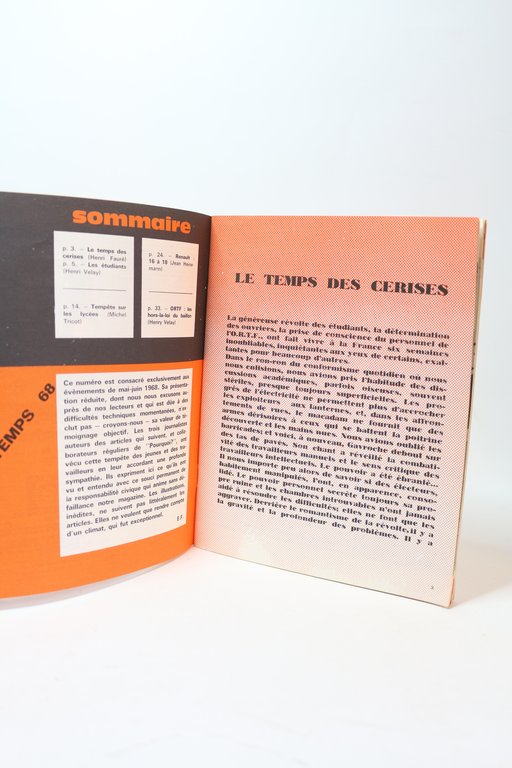 sommaire
p. 3. – Le temps des
cerises (Henri Fauré)
p. 5. – Les étudiants
(Henry Velay)
p. 14. – Tempête sur
les lycées (Michel
Tricot)
p. 24. – Renault
16 à 18 (Jean Heine-
mann)
p. 33. – ORTF : les
hors-la-loi du baillon
(Henry Velay)
TEMPS 68
Ce numéro est consacré exclusivement aux
évènements de mai-juin 1968. Sa présenta-
tion réduite, dont nous nous excusons au-
près de nos lecteurs et qui est dûe à des
difficultés techniques momentanées, n'ex-
clut pas — croyons-nous — sa valeur de té-
moignage objectif. Les trois journalistes
auteurs des articles qui suivent, et colla-
borateurs réguliers de "Pourquoi?", ont
vécu cette tempête des jeunes et des tra-
vailleurs en leur accordant une profonde
sympathie. Ils expriment ici ce qu'ils ont
vu et entendu avec ce souci permanent de
la responsabilité civique qui anime sans dé-
faillance notre magazine. Les illustrations,
inédites, ne suivent pas littéralement les
articles. Elles ne veulent que rendre compte
d'un climat, qui fut exceptionnel.
LE TEMPS DES CERISES
La généreuse révolte des étudiants, la détermination
des ouvriers, la prise de conscience du personnel de
l'O.R.T.F., ont fait vivre à la France six semaines
inoubliables, inquiétantes aux yeux de certains, exal-
tantes pour beaucoup d'autres.
Dans le ron-ron du conformisme quotidien où nous
nous enlisions, nous avions pris l'habitude des dis-
cussions académiques, parfois oiseuses, souvent
stériles, presque toujours superficielles. Les pro-
grès de l'électricité ne permettent plus d'accrocher
les exploiteurs aux lanternes, et, dans les affron-
tements de rues, le macadam ne fournit que des
armes dérisoires à ceux qui se battent la poitrine
découverte et les mains nues. Nous avions oublié les
barricades; et voici, à nouveau, Gavroche debout sur
des tas de pavés. Son chant a réveillé la combati-
vité des travailleurs manuels et le sens critique des
travailleurs intellectuels. Le pouvoir a été ébranlé...
Il nous importe peu alors de savoir si des électeurs,
habilement manipulés, l'ont, en apparence, conso-
lidé. Le pouvoir personnel secrète toujours sa pro-
pre ruine et les chambres introuvables n'ont jamais
aidé à résoudre les difficultés; elles ne font que les
aggraver. Derrière le romantisme de la révolte, il y a
la gravité et la profondeur des problèmes. Il y a
3